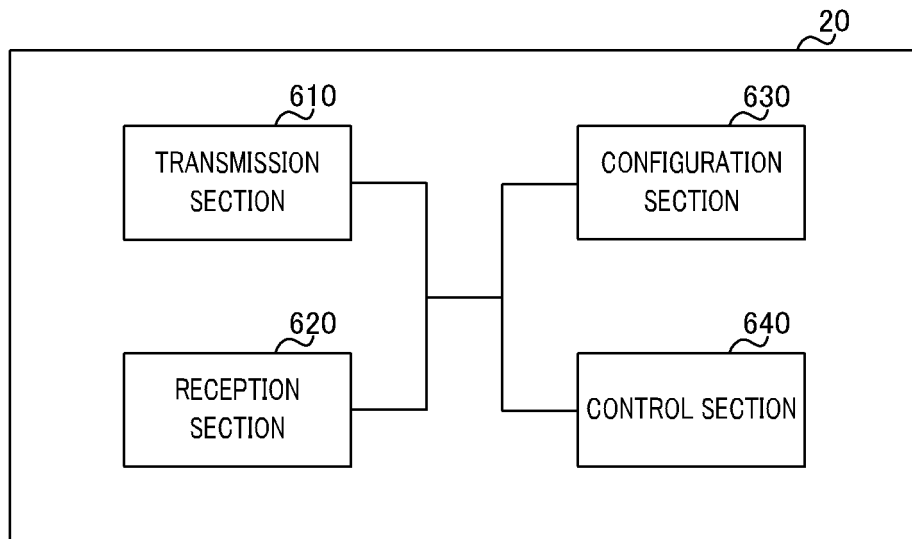 20
610
TRANSMISSION
SECTION
630
CONFIGURATION
SECTION
620
RECEPTION
SECTION
640
CONTROL SECTION